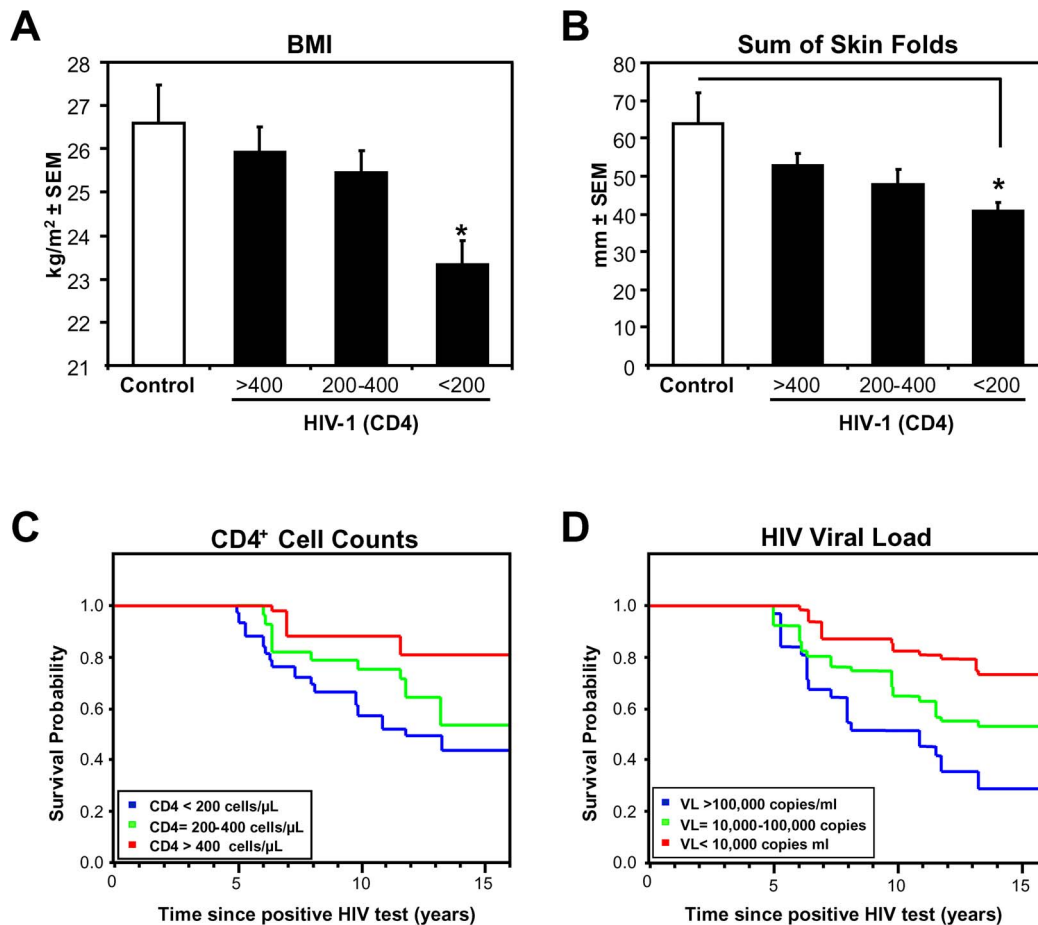 A
BMI
28
27
26
25
24
23
22
21
kg/m² ± SEM
*
Control
>400
200-400
<200
HIV-1 (CD4)
B
Sum of Skin Folds
80
70
60
50
40
30
20
10
0
mm ± SEM
*
Control
>400
200-400
<200
HIV-1 (CD4)
C
CD4⁺ Cell Counts
1.0
0.8
0.6
0.4
0.2
0.0
Survival Probability
CD4 < 200 cells/µL
CD4= 200-400 cells/µL
CD4 > 400 cells/µL
0 5 10 15
Time since positive HIV test (years)
D
HIV Viral Load
1.0
0.8
0.6
0.4
0.2
0.0
Survival Probability
VL >100,000 copies/ml
VL= 10,000-100,000 copies
VL< 10,000 copies ml
0 5 10 15
Time since positive HIV test (years)